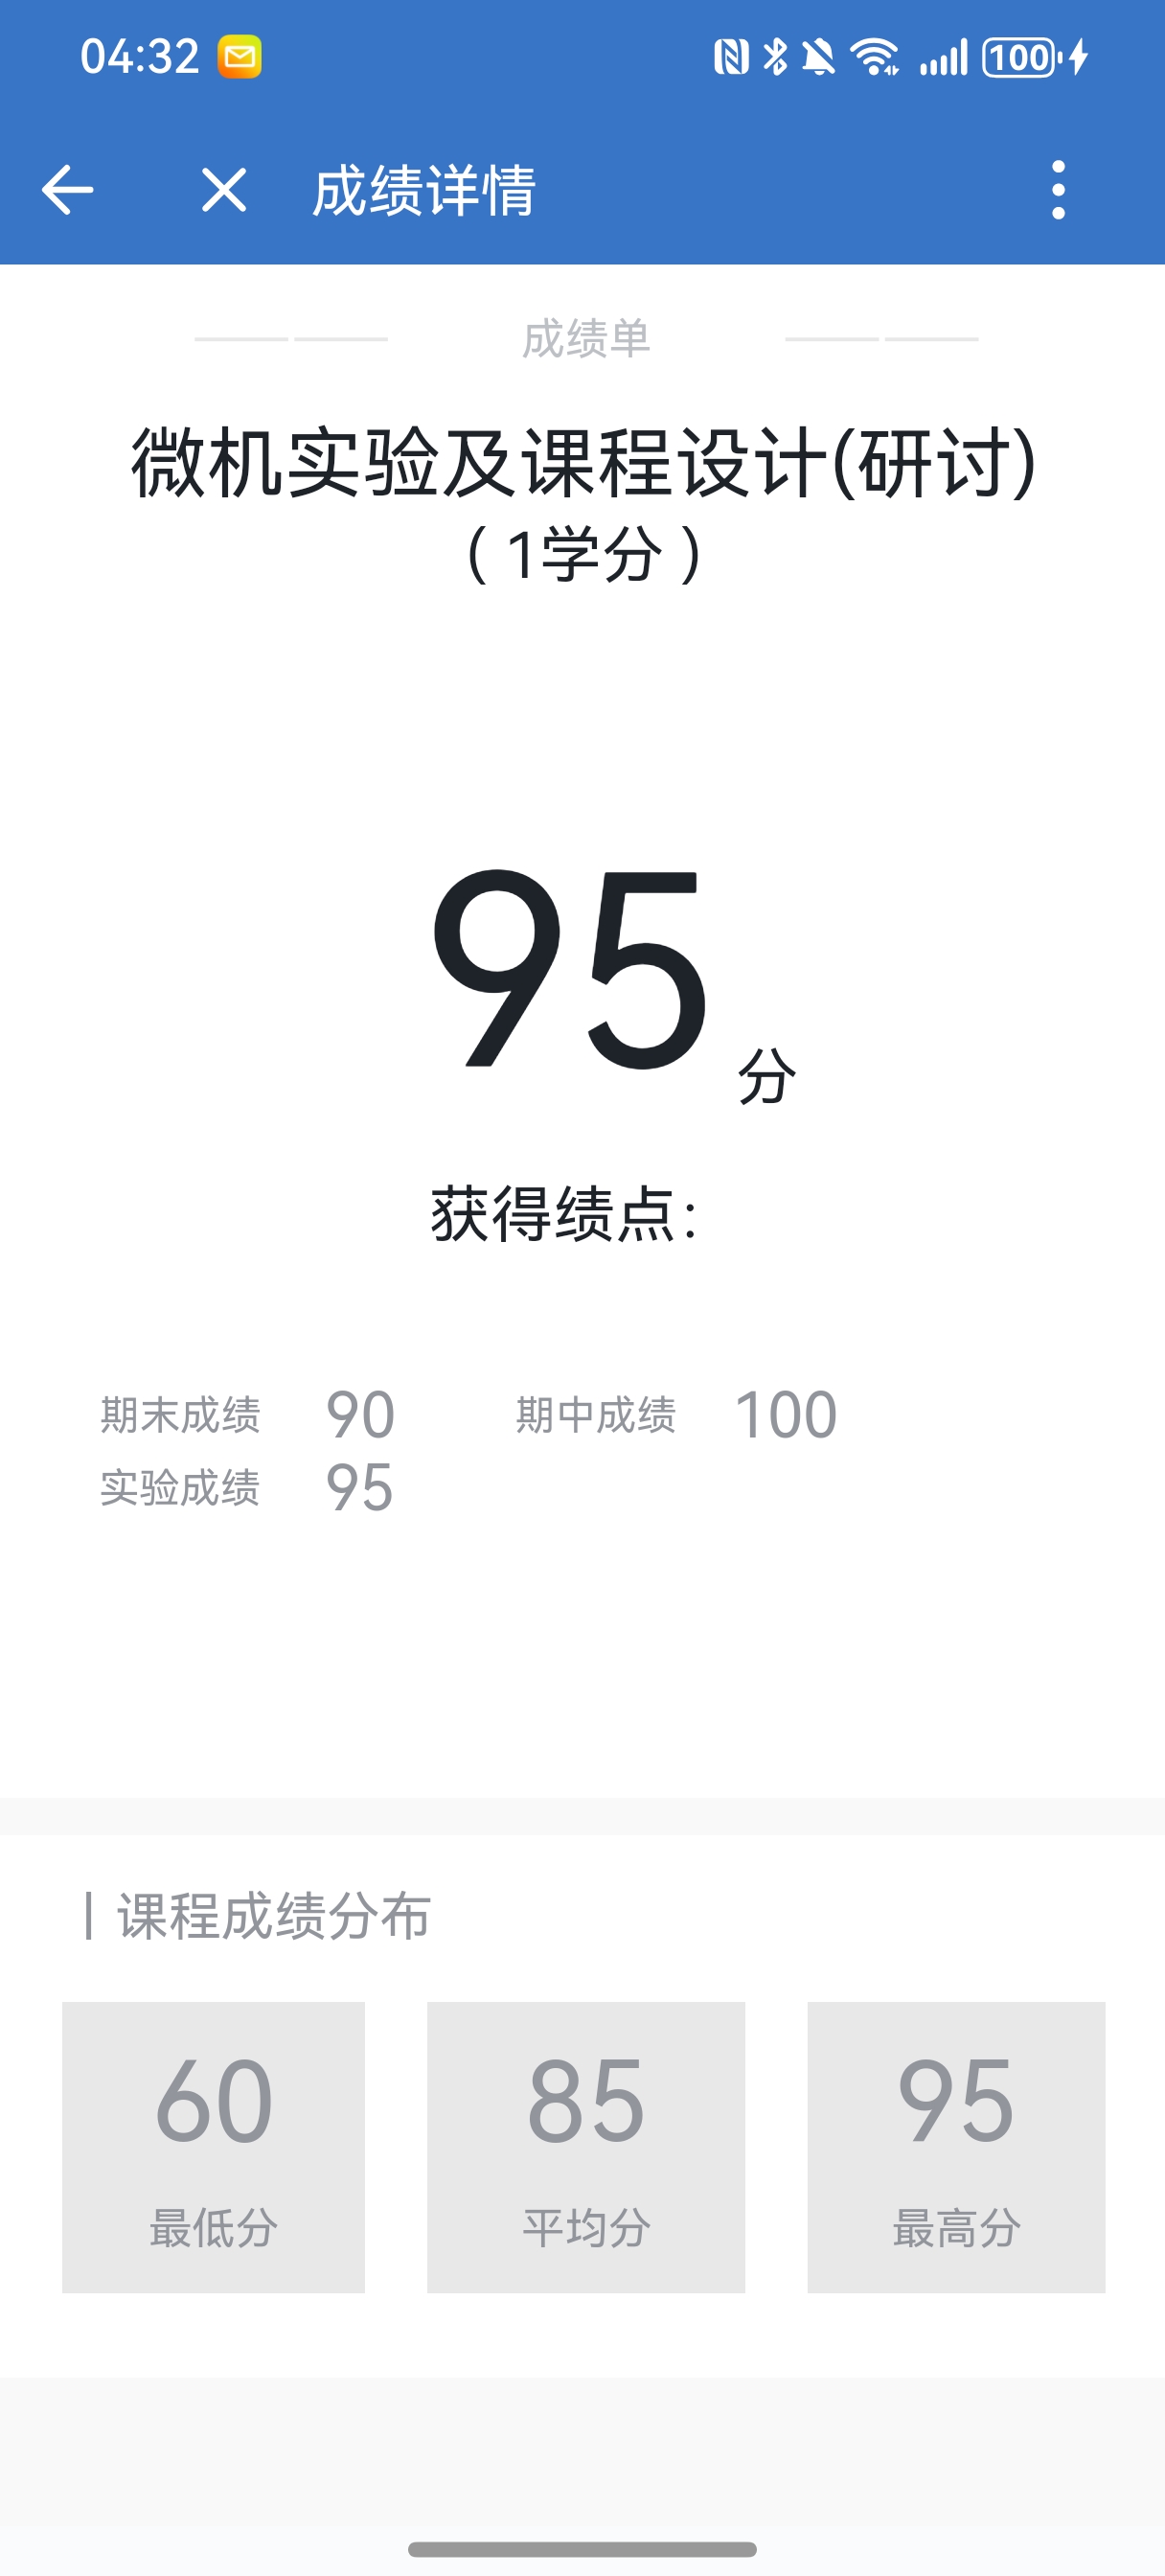 04:32
100
成绩详情
成绩单
微机实验及课程设计(研讨)
( 1学分 )
95 分
获得绩点:
期末成绩 90 期中成绩 100
实验成绩 95
课程成绩分布
60 85 95
最低分 平均分 最高分